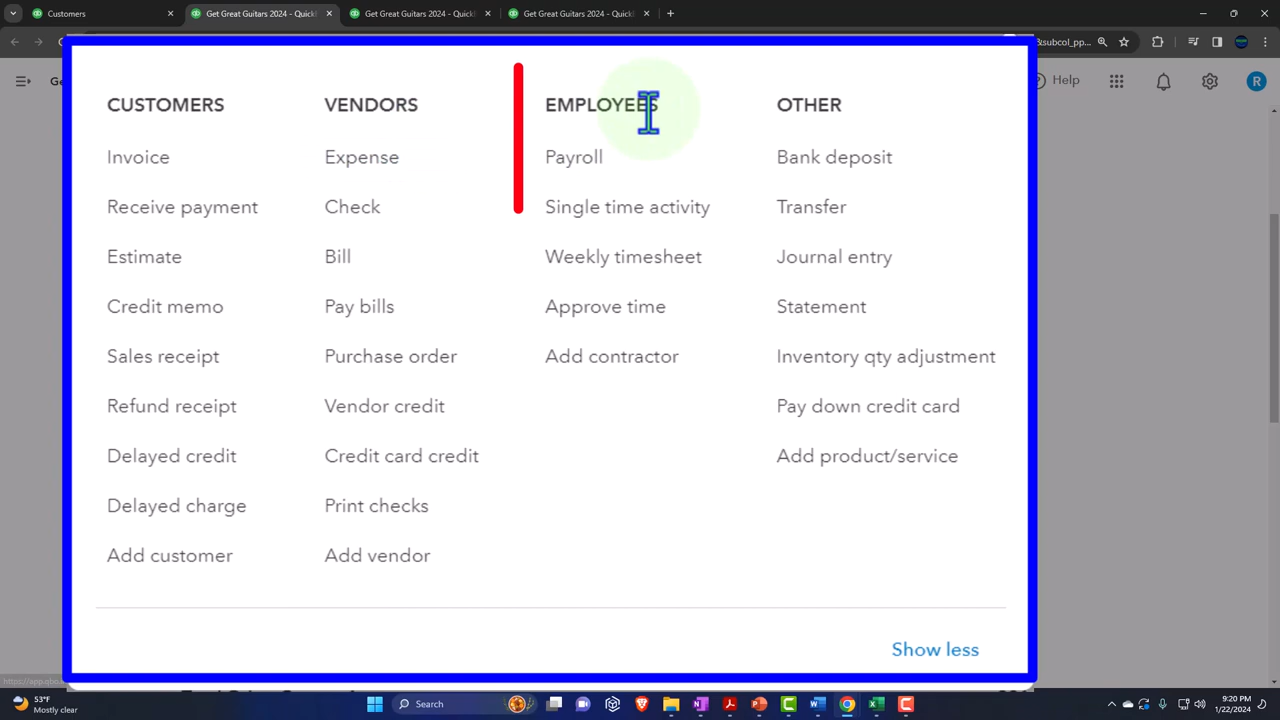 Customers
Get Great Guitars 2024 - Quick
Get Great Guitars 2024 - Quick
Get Great Guitars 2024 - Quick
Help
R
CUSTOMERS
Invoice
Receive payment
Estimate
Credit memo
Sales receipt
Refund receipt
Delayed credit
Delayed charge
Add customer
VENDORS
Expense
Check
Bill
Pay bills
Purchase order
Vendor credit
Credit card credit
Print checks
Add vendor
EMPLOYEES
Payroll
Single time activity
Weekly timesheet
Approve time
Add contractor
OTHER
Bank deposit
Transfer
Journal entry
Statement
Inventory qty adjustment
Pay down credit card
Add product/service
Show less
53°F
Mostly clear
Search
9:20 PM
1/20/2024